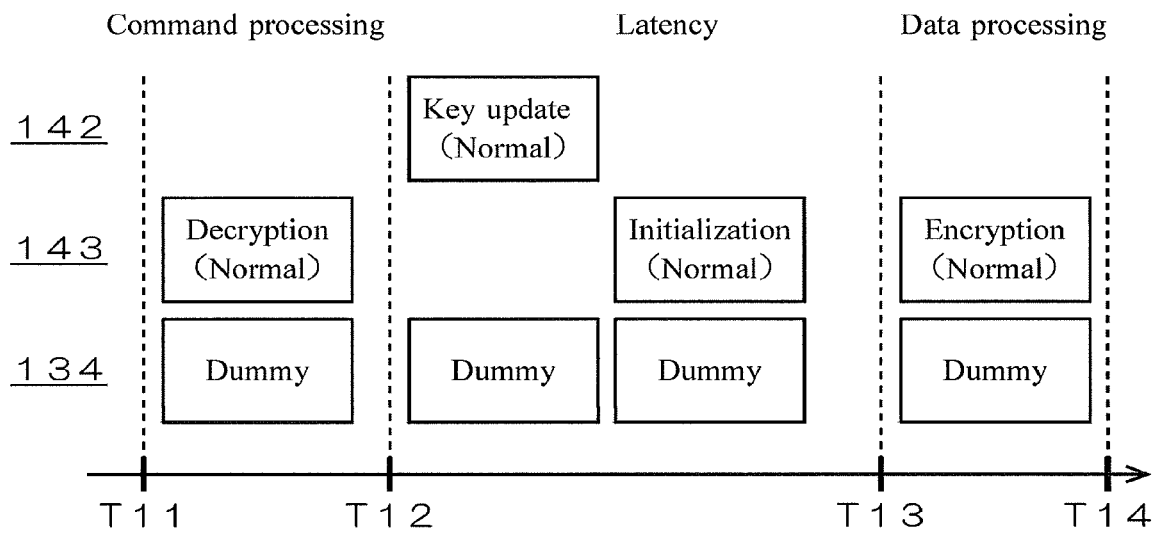 Command processing Latency Data processing
142 Key update
（Normal）
143 Decryption Initialization Encryption
（Normal） （Normal） （Normal）
134 Dummy Dummy Dummy Dummy
T11 T12 T13 T14